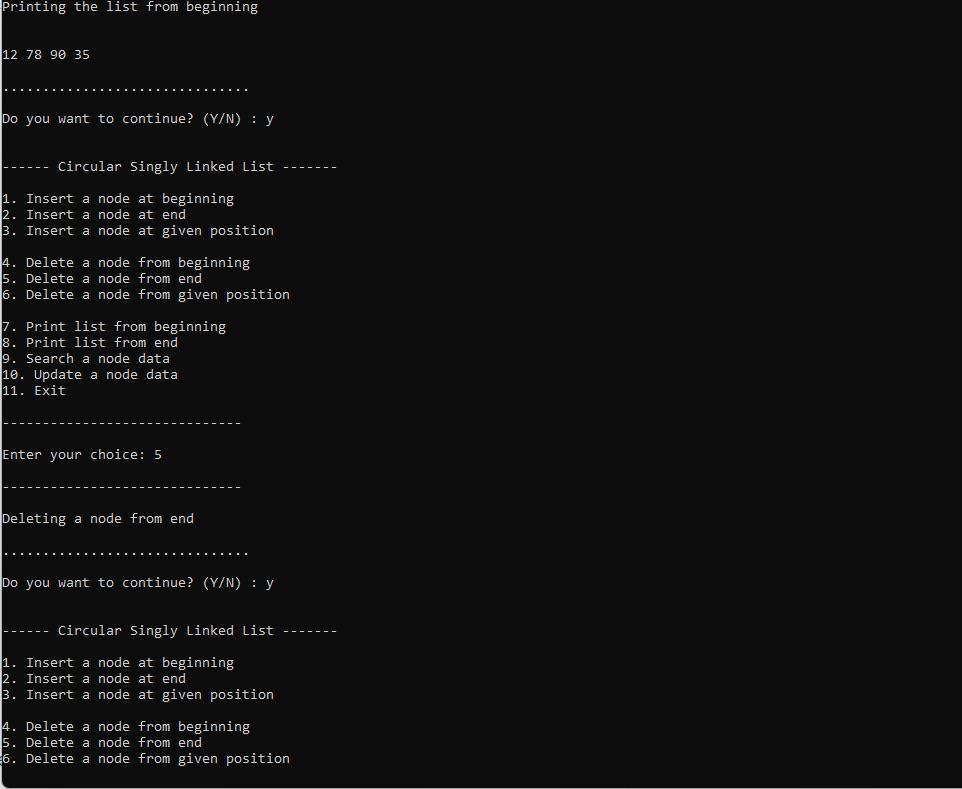 Printing the list from beginning
12 78 90 35
...............................
Do you want to continue? (Y/N) : y
------ Circular Singly Linked List -------
1. Insert a node at beginning
2. Insert a node at end
3. Insert a node at given position
4. Delete a node from beginning
5. Delete a node from end
6. Delete a node from given position
7. Print list from beginning
8. Print list from end
9. Search a node data
10. Update a node data
11. Exit
------------------------------
Enter your choice: 5
------------------------------
Deleting a node from end
...............................
Do you want to continue? (Y/N) : y
------ Circular Singly Linked List -------
1. Insert a node at beginning
2. Insert a node at end
3. Insert a node at given position
4. Delete a node from beginning
5. Delete a node from end
6. Delete a node from given position